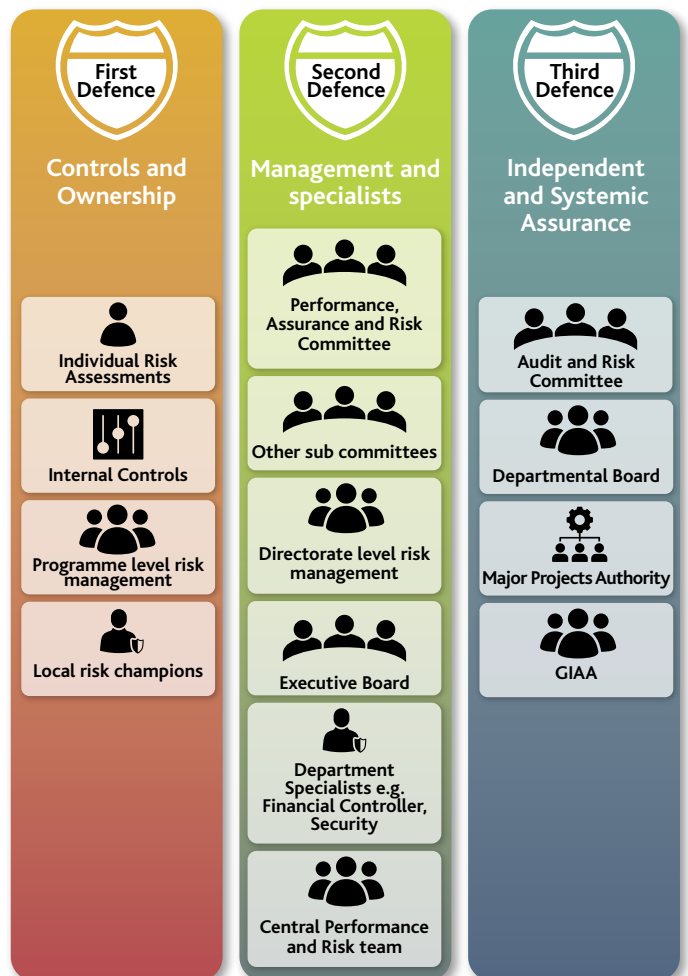 First
Defence
Controls and
Ownership
Individual Risk
Assessments
Internal Controls
Programme level risk
management
Local risk champions
Second
Defence
Management and
specialists
Performance,
Assurance and Risk
Committee
Other sub committees
Directorate level risk
management
Executive Board
Department
Specialists e.g.
Financial Controller,
Security
Central Performance
and Risk team
Third
Defence
Independent
and Systemic
Assurance
Audit and Risk
Committee
Departmental Board
Major Projects Authority
GIAA